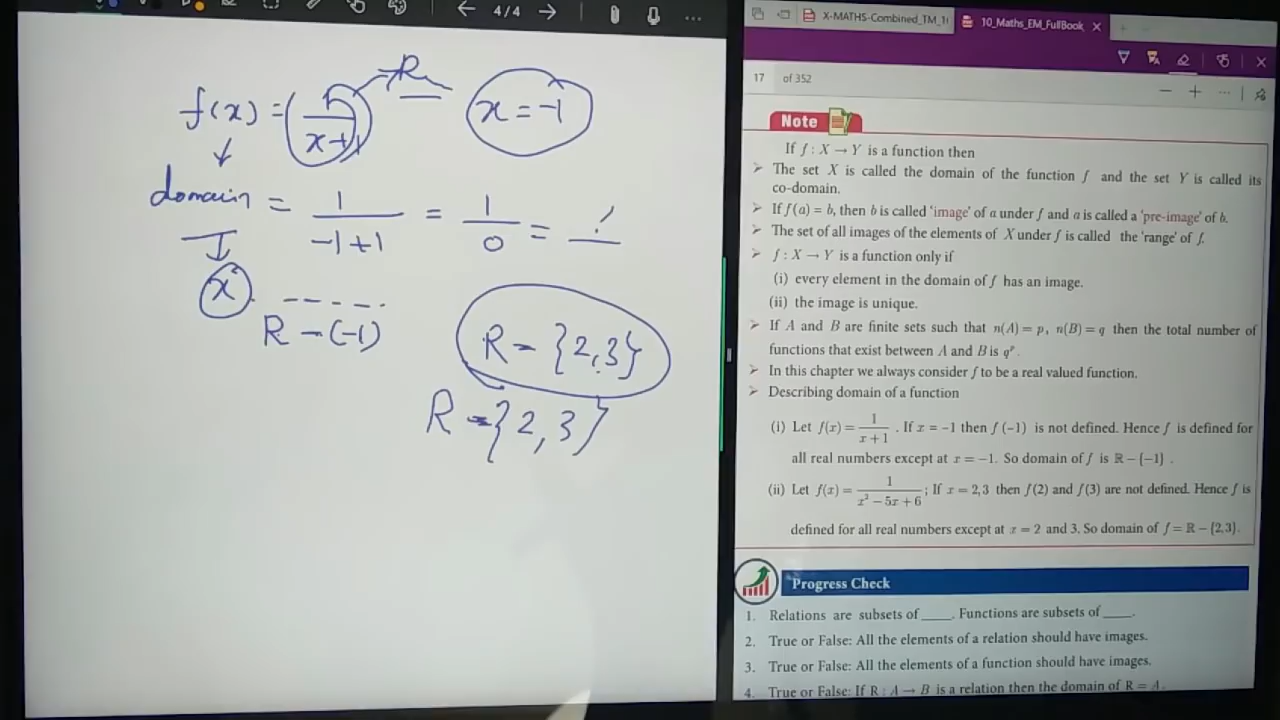 4/4
f(x) = (1/x+1) → R x = -1
domain = 1/-1+1 = 1/0 = ?
x
R - (-1)
R - {2,3}
R - {2,3}
X-MATHS-Combined_TM_1
10_Maths_EM_FullBook
17 of 352
Note
If f : X → Y is a function then
The set X is called the domain of the function f and the set Y is called its
co-domain.
If f(a) = b, then b is called 'image' of a under f and a is called a 'pre-image' of b.
The set of all images of the elements of X under f is called the 'range' of f.
f : X → Y is a function only if
(i) every element in the domain of f has an image.
(ii) the image is unique.
If A and B are finite sets such that n(A) = p, n(B) = q then the total number of
functions that exist between A and B is q^p.
In this chapter we always consider f to be a real valued function.
Describing domain of a function
(i) Let f(x) = 1/x+1. If x = -1 then f(-1) is not defined. Hence f is defined for
all real numbers except at x = -1. So domain of f is ℝ - {-1}.
(ii) Let f(x) = 1/x² - 5x + 6; If x = 2,3 then f(2) and f(3) are not defined. Hence f is
defined for all real numbers except at x = 2 and 3. So domain of f = ℝ - {2,3}.
Progress Check
1. Relations are subsets of ____. Functions are subsets of ____.
2. True or False: All the elements of a relation should have images.
3. True or False: All the elements of a function should have images.
4. True or False: If R : A → B is a relation then the domain of R = A.